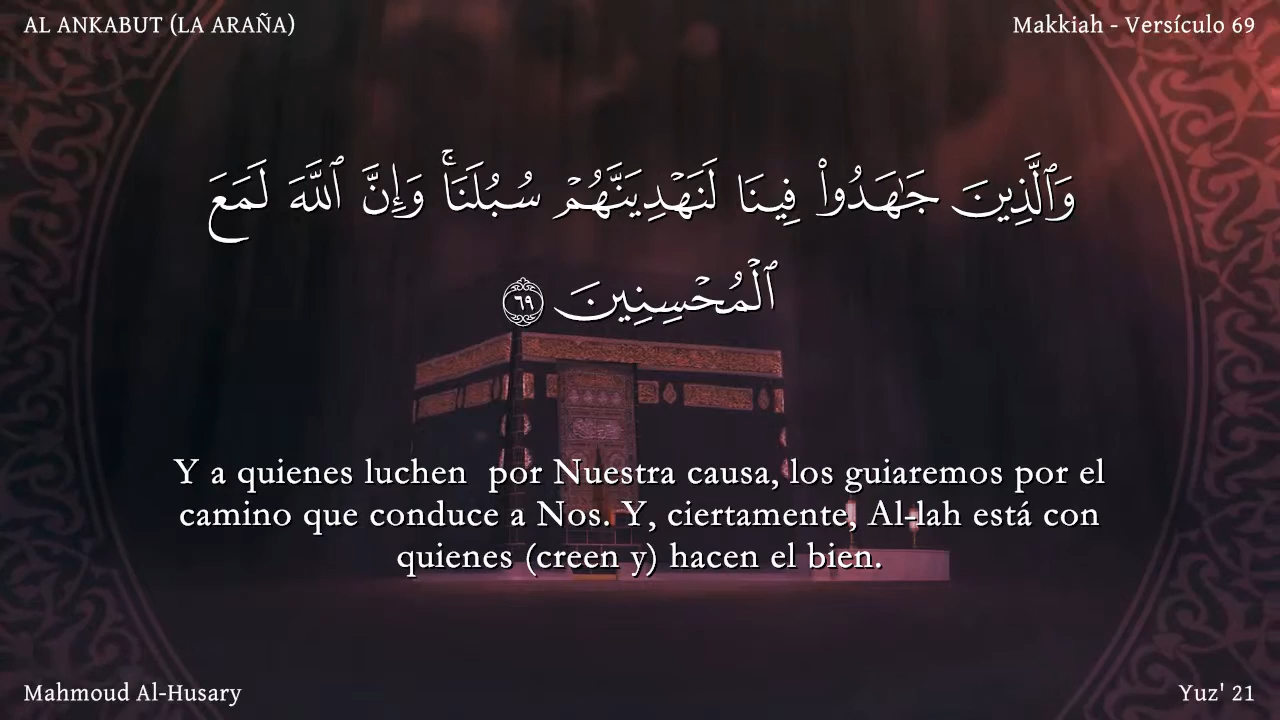 AL ANKABUT (LA ARAÑA)
Makkiah - Versículo 69
وَٱلَّذِينَ جَٰهَدُوا۟ فِينَا لَنَهْدِيَنَّهُمْ سُبُلَنَا ۚ وَإِنَّ ٱللَّهَ لَمَعَ
ٱلْمُحْسِنِينَ ٦٩
Y a quienes luchen  por Nuestra causa, los guiaremos por el
camino que conduce a Nos. Y, ciertamente, Al-lah está con
quienes (creen y) hacen el bien.
Mahmoud Al-Husary
Yuz' 21